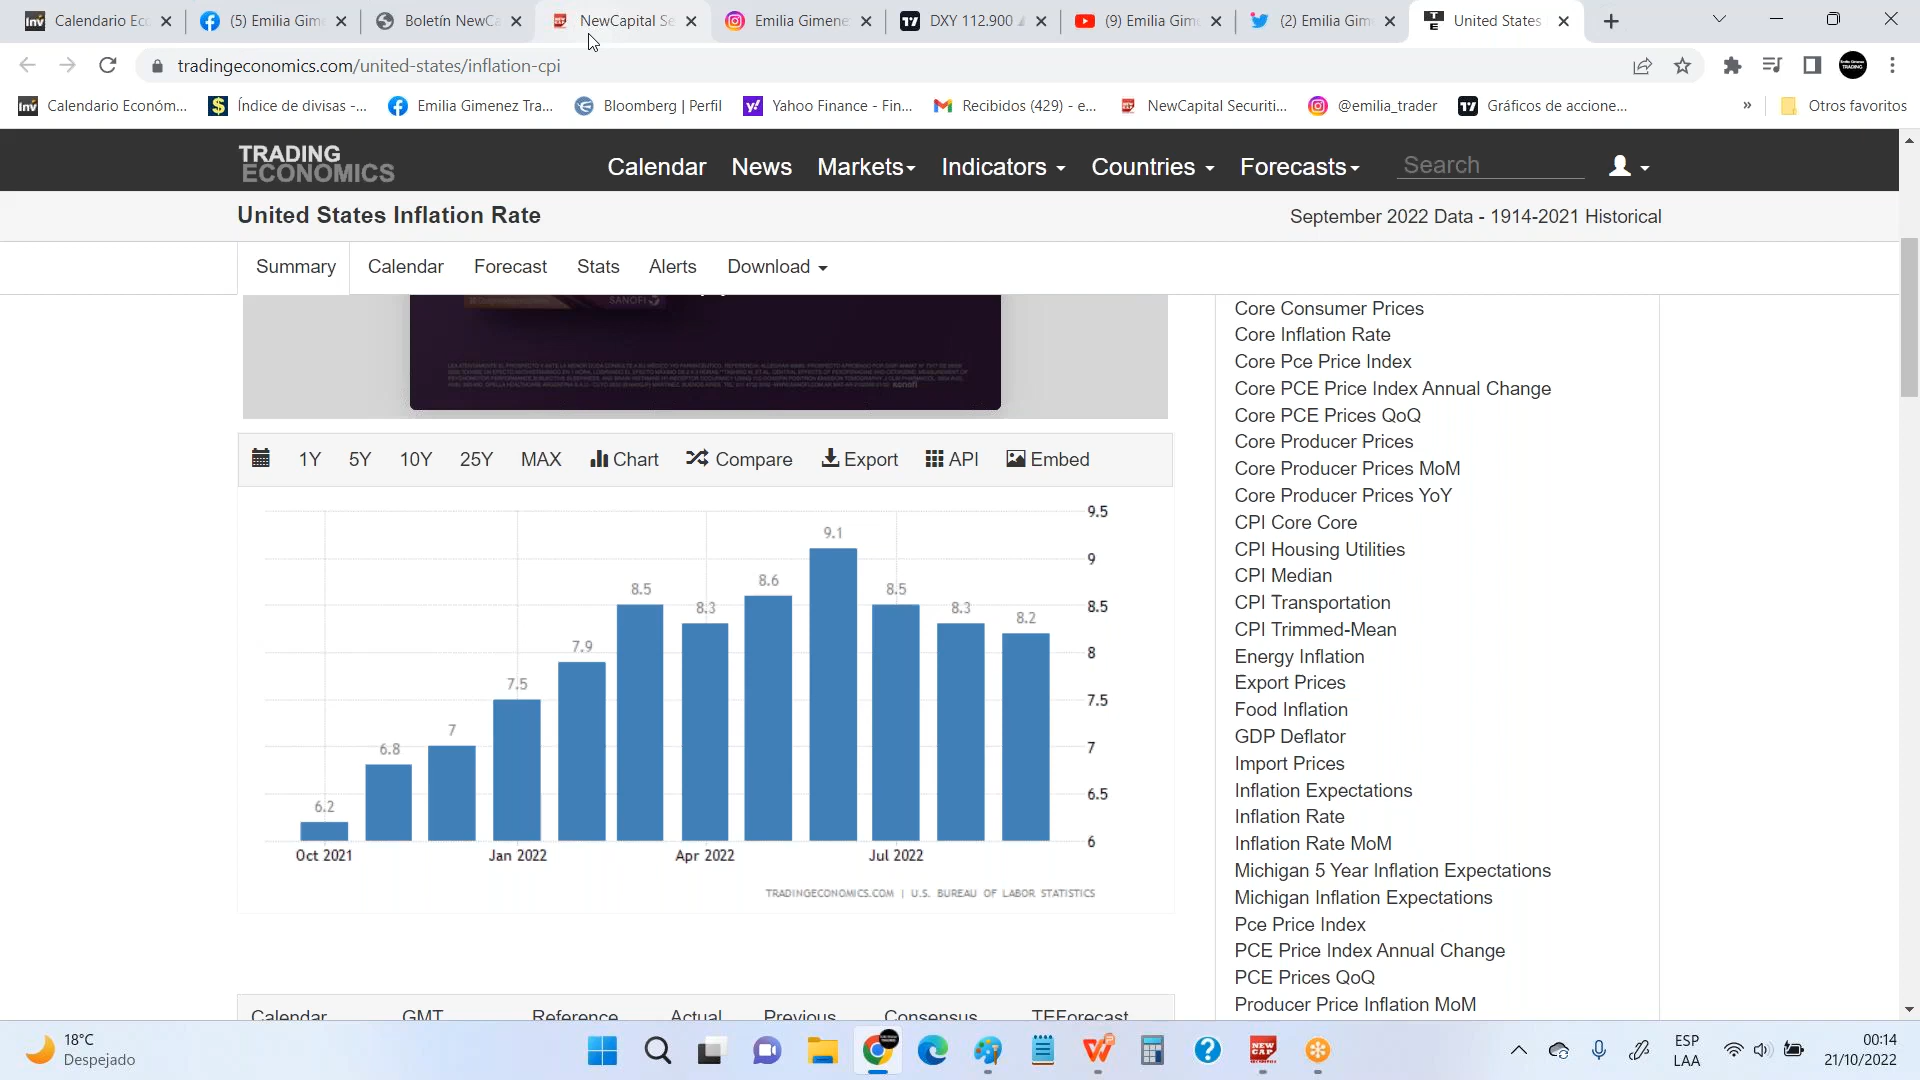 Calendario Ec
(5) Emilia Gim
Boletín NewCa
NewCapital Se
Emilia Gimene
DXY 112.900
(9) Emilia Gim
(2) Emilia Gim
United States
tradingeconomics.com/united-states/inflation-cpi
Calendario Económ...
Índice de divisas -...
Emilia Gimenez Tra...
Bloomberg | Perfil
Yahoo Finance - Fin...
Recibidos (429) - e...
NewCapital Securiti...
@emilia_trader
Gráficos de accione...
»
Otros favoritos
TRADING
ECONOMICS
Calendar
News
Markets
Indicators
Countries
Forecasts
Search
United States Inflation Rate
September 2022 Data - 1914-2021 Historical
Summary
Calendar
Forecast
Stats
Alerts
Download
SANOFI
sanofi
Core Consumer Prices
Core Inflation Rate
Core Pce Price Index
Core PCE Price Index Annual Change
Core PCE Prices QoQ
Core Producer Prices
Core Producer Prices MoM
Core Producer Prices YoY
CPI Core Core
CPI Housing Utilities
CPI Median
CPI Transportation
CPI Trimmed-Mean
Energy Inflation
Export Prices
Food Inflation
GDP Deflator
Import Prices
Inflation Expectations
Inflation Rate
Inflation Rate MoM
Michigan 5 Year Inflation Expectations
Michigan Inflation Expectations
Pce Price Index
PCE Price Index Annual Change
PCE Prices QoQ
Producer Price Inflation MoM
1Y
5Y
10Y
25Y
MAX
Chart
Compare
Export
API
Embed
9.5
9
8.5
8
7.5
7
6.5
6
6.2
6.8
7
7.5
7.9
8.5
8.3
8.6
9.1
8.5
8.3
8.2
Oct 2021
Jan 2022
Apr 2022
Jul 2022
TRADINGECONOMICS.COM | U.S. BUREAU OF LABOR STATISTICS
Calendar
GMT
Reference
Actual
Previous
Consensus
TEForecast
18°C
Despejado
ESP
LAA
00:14
21/10/2022